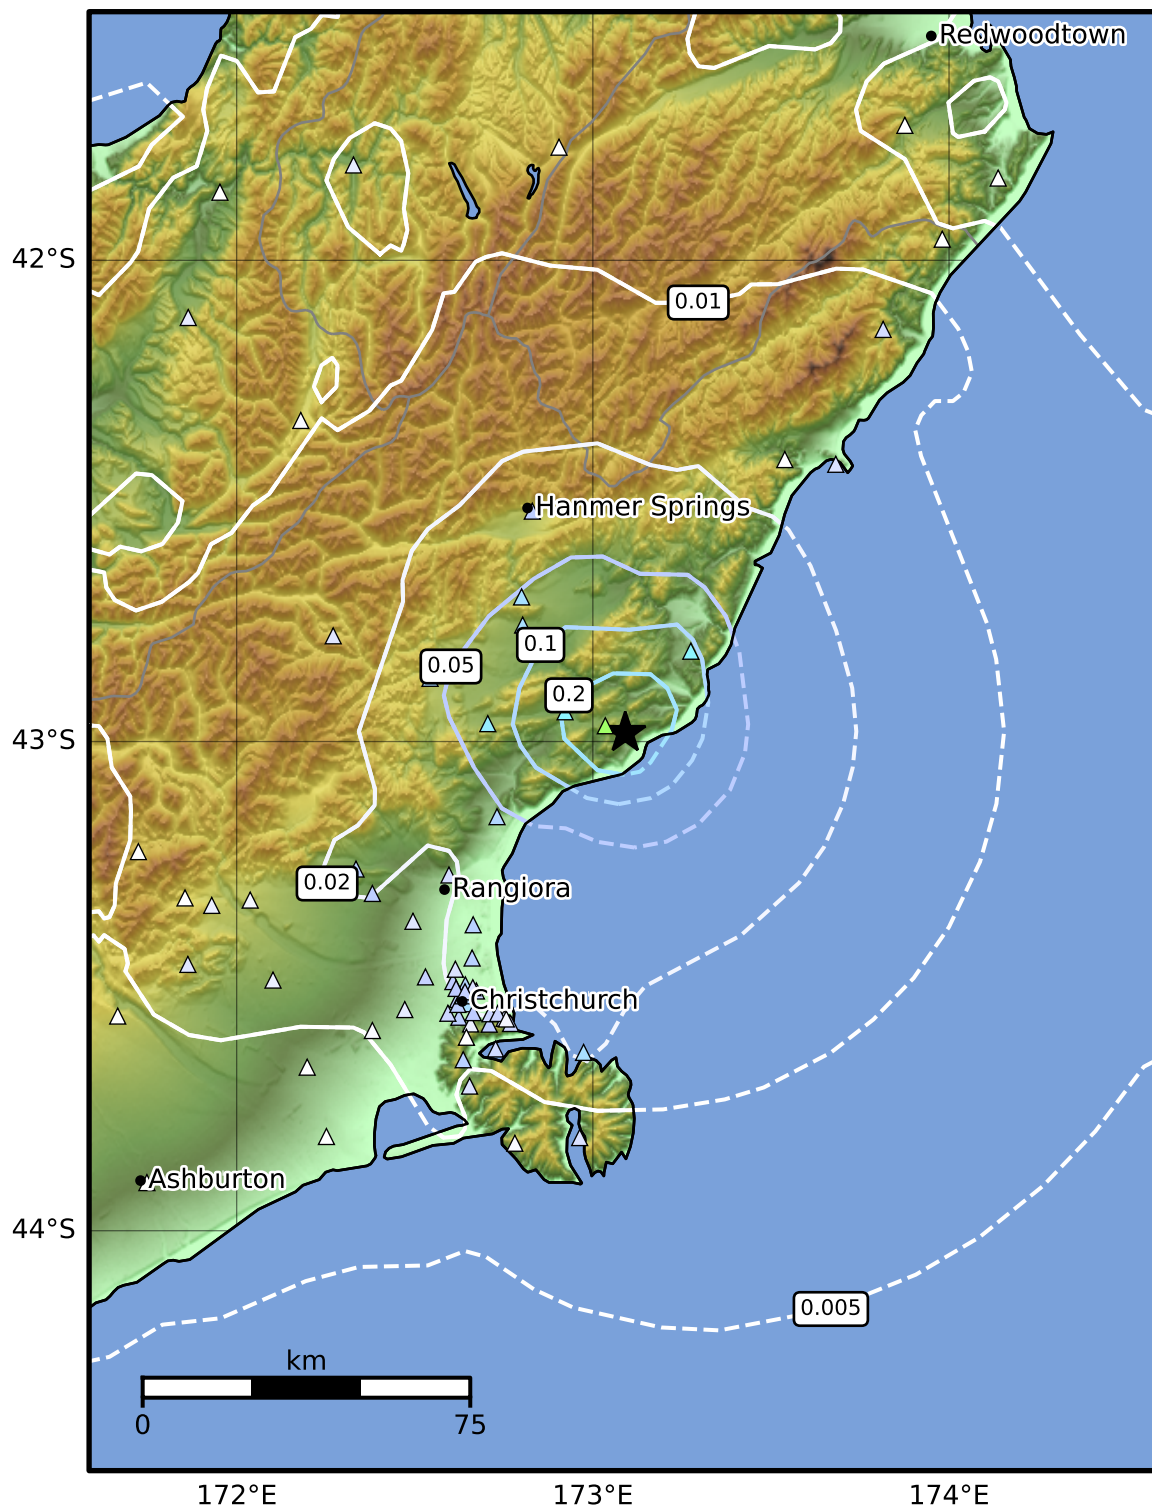 Redwoodtown
42°S
0.01
Hanmer Springs
0.1
0.05
0.2
43°S
0.02
Rangiora
Christchurch
Ashburton
44°S
0.005
km
0
75
172°E
173°E
174°E